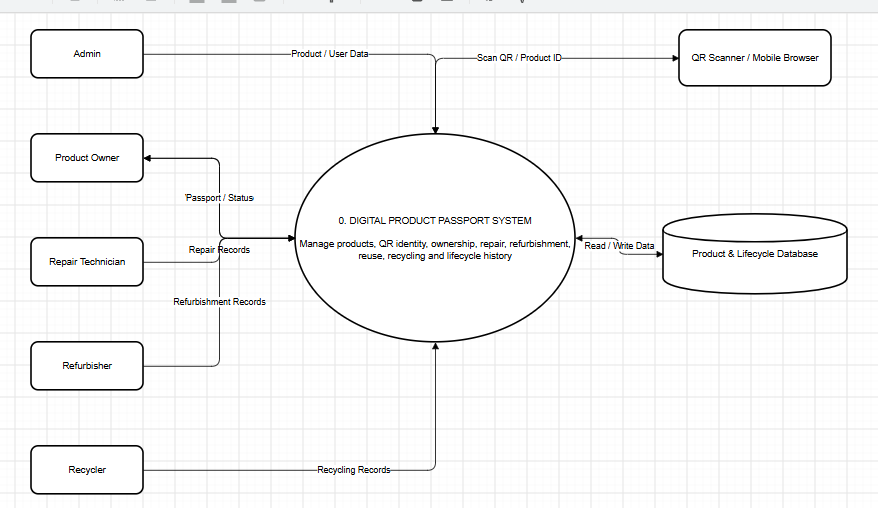 Admin
Product / User Data
Scan QR / Product ID
QR Scanner / Mobile Browser
Product Owner
Passport / Status
0. DIGITAL PRODUCT PASSPORT SYSTEM
Manage products, QR identity, ownership, repair, refurbishment,
reuse, recycling and lifecycle history
Repair Records
Read / Write Data
Product & Lifecycle Database
Repair Technician
Refurbishment Records
Refurbisher
Recycler
Recycling Records